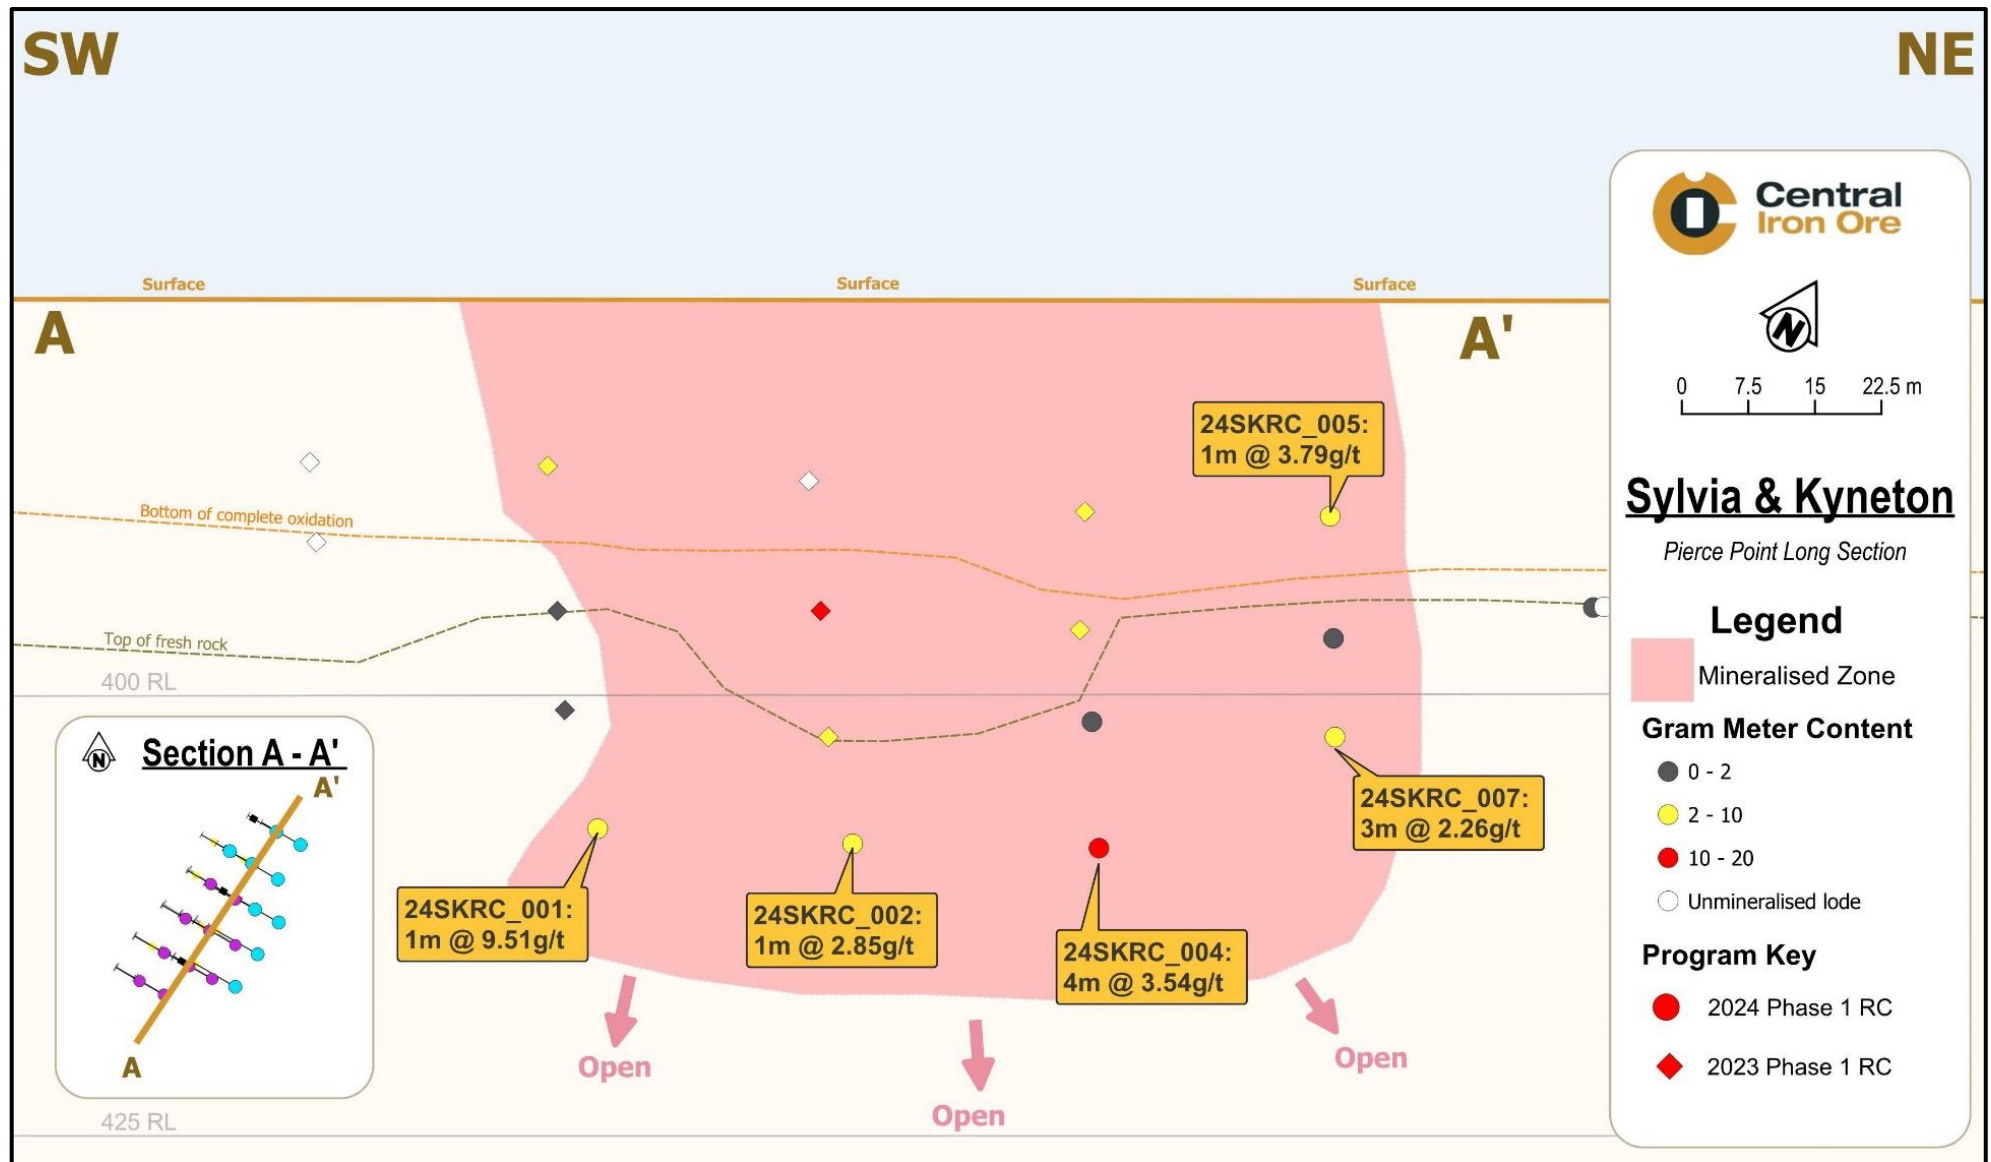 SW
NE
Surface
Surface
Surface
A
A'
Bottom of complete oxidation
Top of fresh rock
400 RL
425 RL
24SKRC_005:
1m @ 3.79g/t
24SKRC_007:
3m @ 2.26g/t
24SKRC_001:
1m @ 9.51g/t
24SKRC_002:
1m @ 2.85g/t
24SKRC_004:
4m @ 3.54g/t
Open
Open
Open
N
Section A - A'
A'
A
Central
Iron Ore
N
0 7.5 15 22.5 m
Sylvia & Kyneton
Pierce Point Long Section
Legend
Mineralised Zone
Gram Meter Content
0 - 2
2 - 10
10 - 20
Unmineralised lode
Program Key
2024 Phase 1 RC
2023 Phase 1 RC